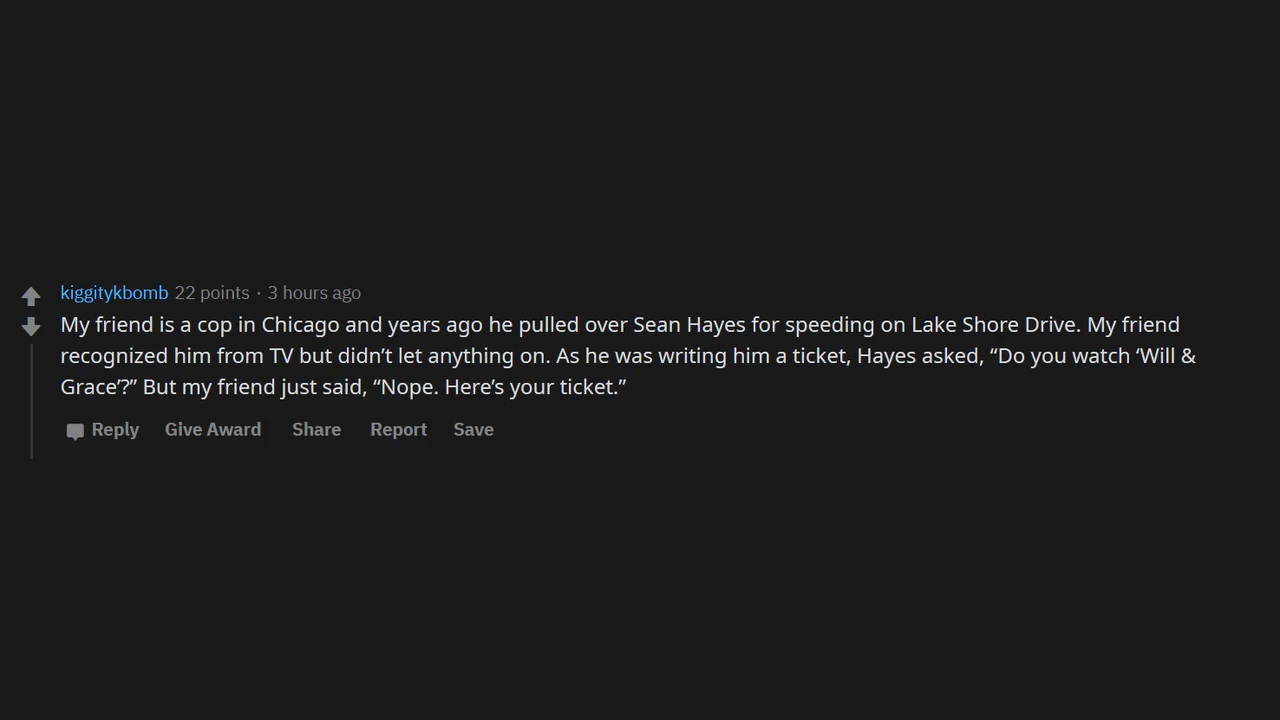 kiggitykbomb 22 points · 3 hours ago
My friend is a cop in Chicago and years ago he pulled over Sean Hayes for speeding on Lake Shore Drive. My friend
recognized him from TV but didn’t let anything on. As he was writing him a ticket, Hayes asked, “Do you watch ‘Will &
Grace’?” But my friend just said, “Nope. Here’s your ticket.”
Reply Give Award Share Report Save